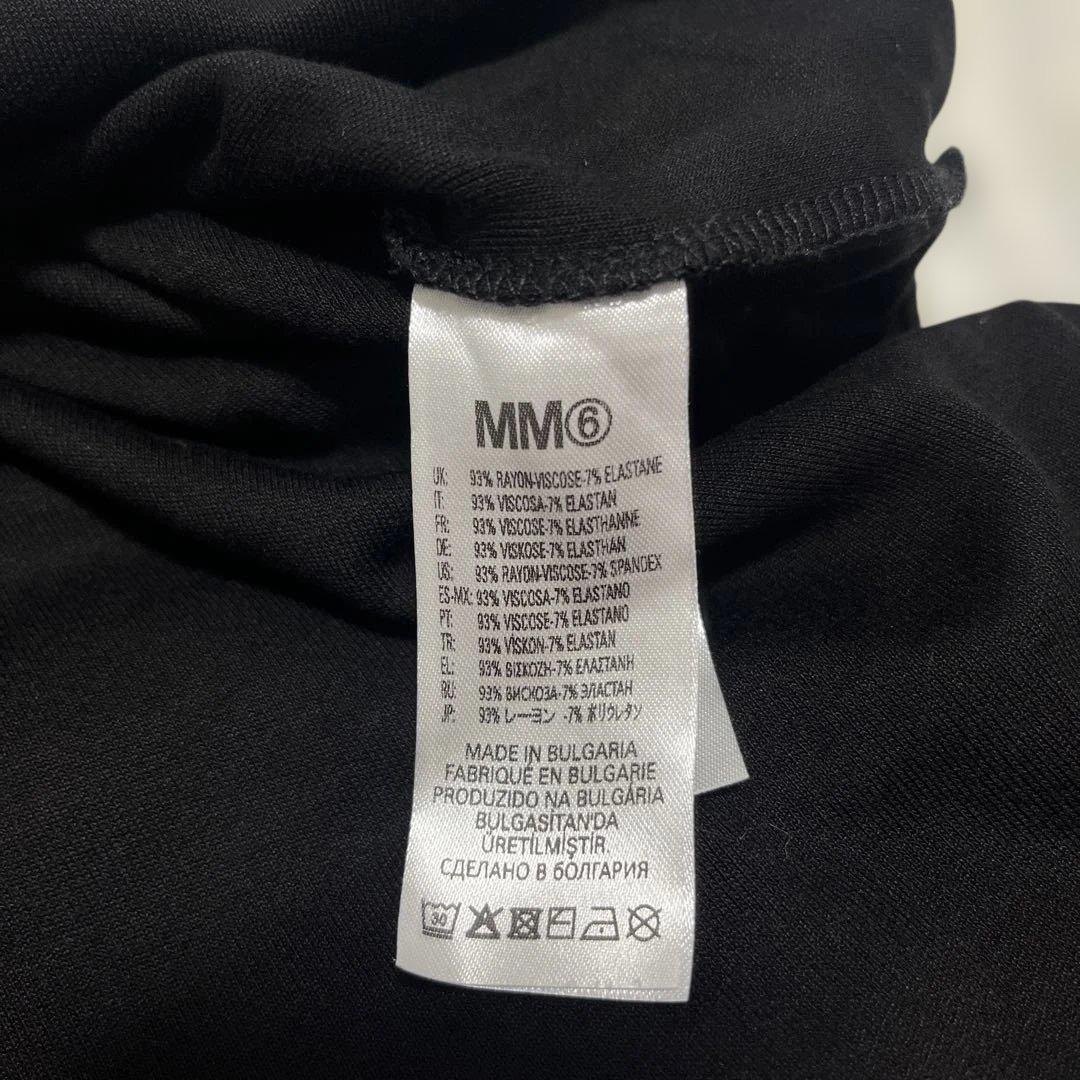 MM⑥
UK: 93% RAYON-VISCOSE-7% ELASTANE
IT: 93% VISCOSA-7% ELASTAN
FR: 93% VISCOSE-7% ELASTHANNE
DE: 93% VISKOSE-7% ELASTHAN
US: 93% RAYON-VISCOSE-7% SPANDEX
ES-MX: 93% VISCOSA-7% ELASTANO
PT: 93% VISCOSE-7% ELASTANO
TR: 93% VİSKON-7% ELASTAN
EL: 93% ΒΙΣΚΟΖΗ-7% ΕΛΑΣΤΑΝΗ
RU: 93% ВИСКОЗА-7% ЭЛАСТАН
JP: 93% レーヨン -7% ポリウレタン
MADE IN BULGARIA
FABRIQUÉ EN BULGARIE
PRODUZIDO NA BULGÁRIA
BULGASİTAN'DA
ÜRETİLMİŞTİR
СДЕЛАНО В бОЛГАРИЯ
30